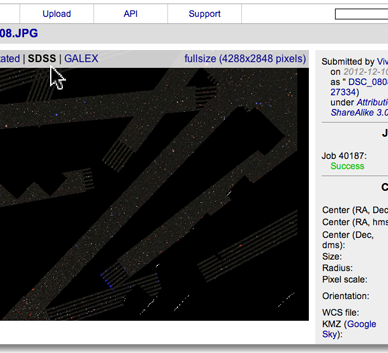 Upload API Support
08.JPG
tated | SDSS | GALEX fullsize (4288x2848 pixels)
Submitted by Viv
on 2012-12-10
as " DSC_080
27334)
under Attributi
ShareAlike 3.0
J
Job 40187:
Success
C
Center (RA, Dec
Center (RA, hms
Center (Dec,
dms):
Size:
Radius:
Pixel scale:
Orientation:
WCS file:
KMZ (Google
Sky):